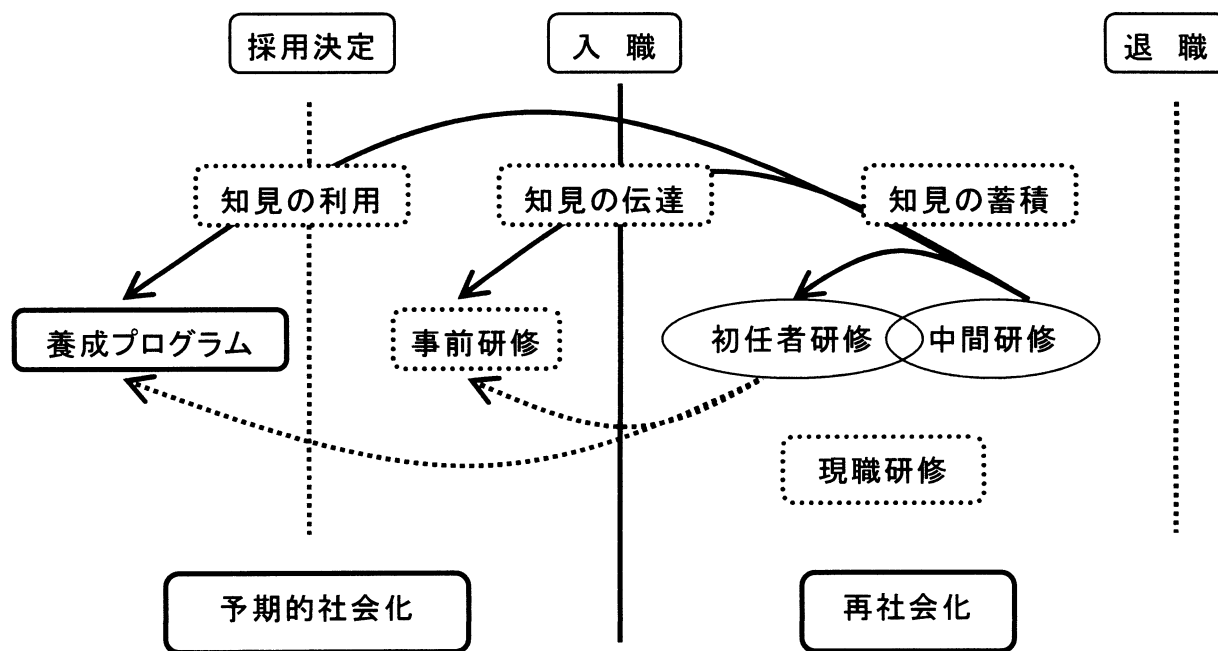 採用決定
入 職
退 職
知見の利用
知見の伝達
知見の蓄積
養成プログラム
事前研修
初任者研修
中間研修
現職研修
予期的社会化
再社会化